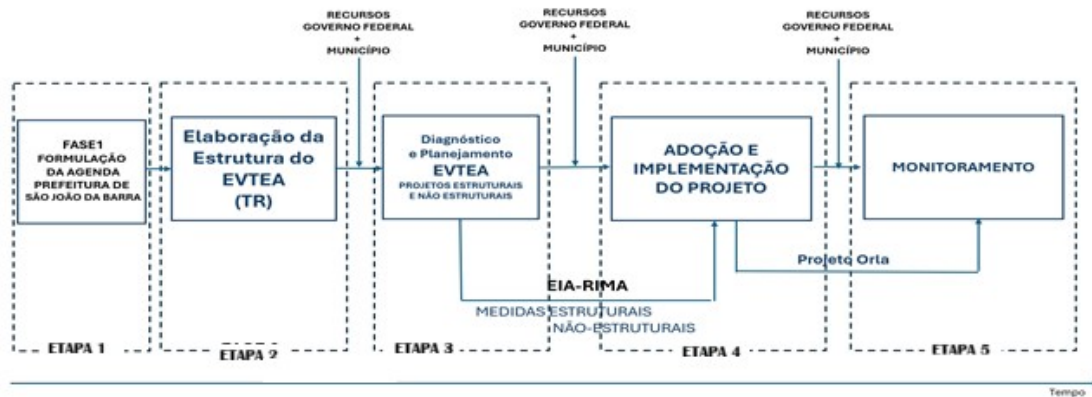 RECURSOS
GOVERNO FEDERAL
+
MUNICÍPIO
RECURSOS
GOVERNO FEDERAL
+
MUNICÍPIO
RECURSOS
GOVERNO FEDERAL
+
MUNICÍPIO
FASE1
FORMULAÇÃO
DA AGENDA
PREFEITURA DE
SÃO JOÃO DA BARRA
Elaboração da
Estrutura do
EVTEA
(TR)
Diagnóstico
e Planejamento
EVTEA
PROJETOS ESTRUTURAIS
E NÃO ESTRUTURAIS
ADOÇÃO E
IMPLEMENTAÇÃO
DO PROJETO
MONITORAMENTO
EIA-RIMA
MEDIDAS ESTRUTURAIS
NÃO-ESTRUTURAIS
Projeto Orla
ETAPA 1
ETAPA 2
ETAPA 3
ETAPA 4
ETAPA 5
Tempo